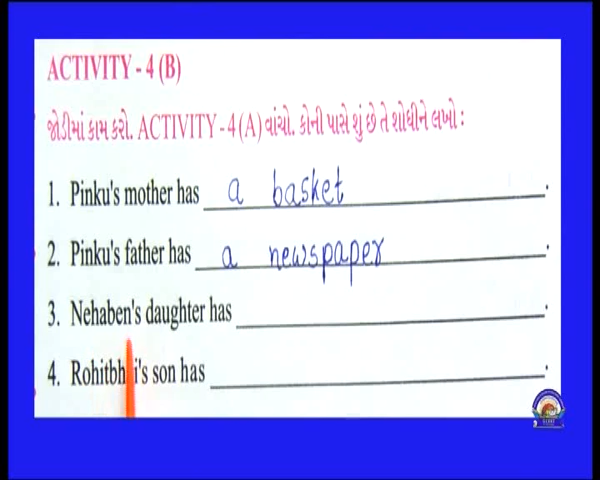 ACTIVITY - 4 (B)
જોડીમાં કામ કરો. ACTIVITY - 4 (A) વાંચો. કોની પાસે શું છે તે શોધીને લખો :
1. Pinku's mother has a basket.
2. Pinku's father has a newspaper.
3. Nehaben's daughter has .
4. 's son has .